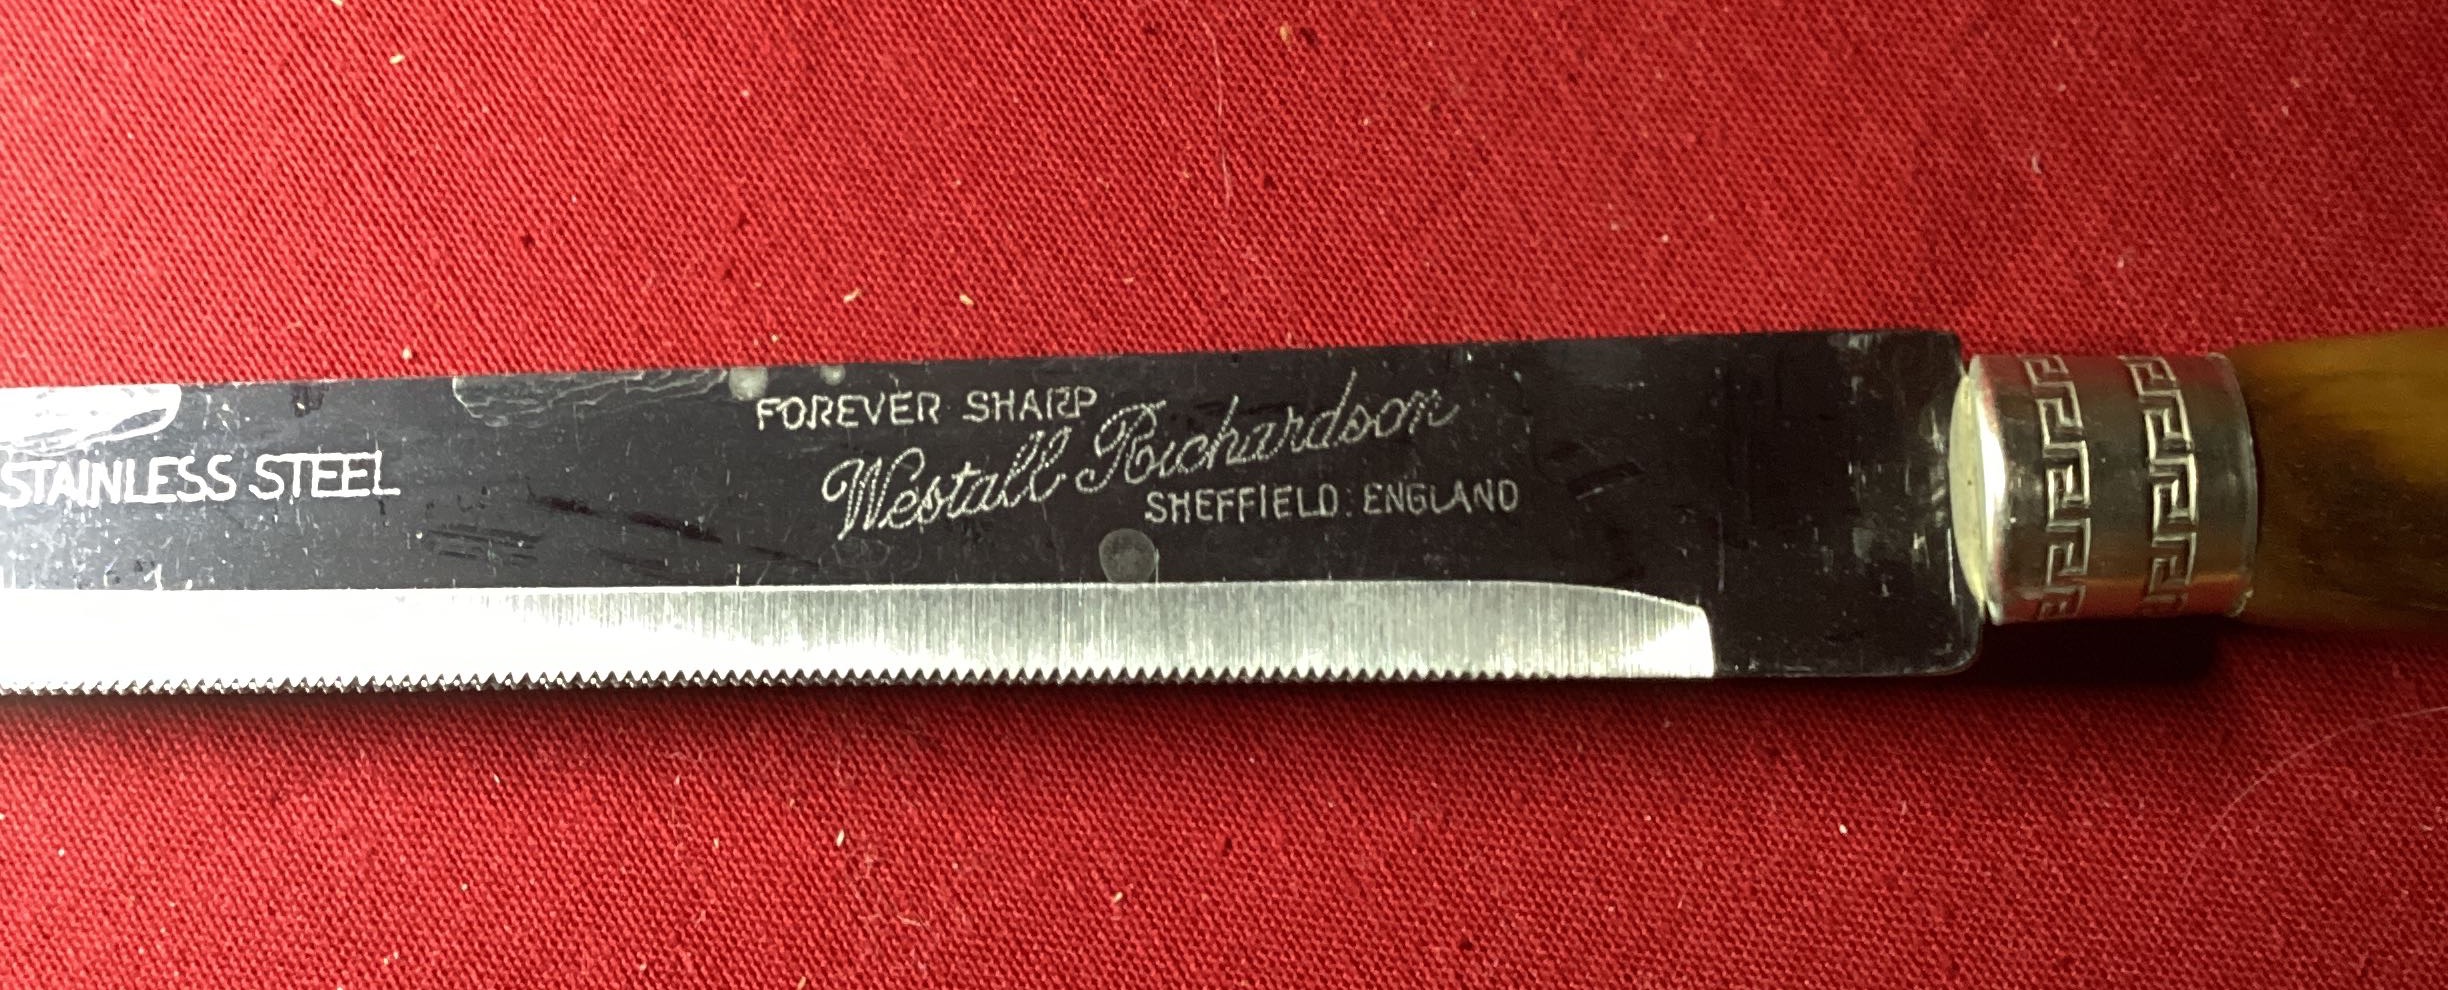 STAINLESS STEEL
FOREVER SHARP
Westall Richardson
SHEFFIELD. ENGLAND